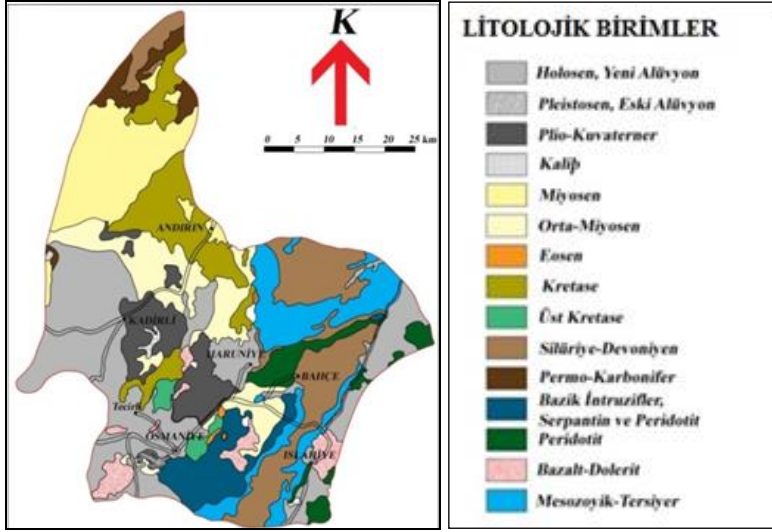 K
0 5 10 15 20 25 km
ANDIRIN
KADİRLİ
HARUNİYE
BAHÇE
Tecirli
OSMANİYE
ISLAHİYE
LİTOLOJİK BİRİMLER
Holosen, Yeni Alüvyon
Pleistosen, Eski Alüvyon
Plio-Kuvaterner
Kaliş
Miyosen
Orta-Miyosen
Eosen
Kretase
Üst Kretase
Silüriye-Devoniyen
Permo-Karbonifer
Bazik İntruzifler,
Serpantin ve Peridotit
Peridotit
Bazalt-Dolerit
Mesozoyik-Tersiyer